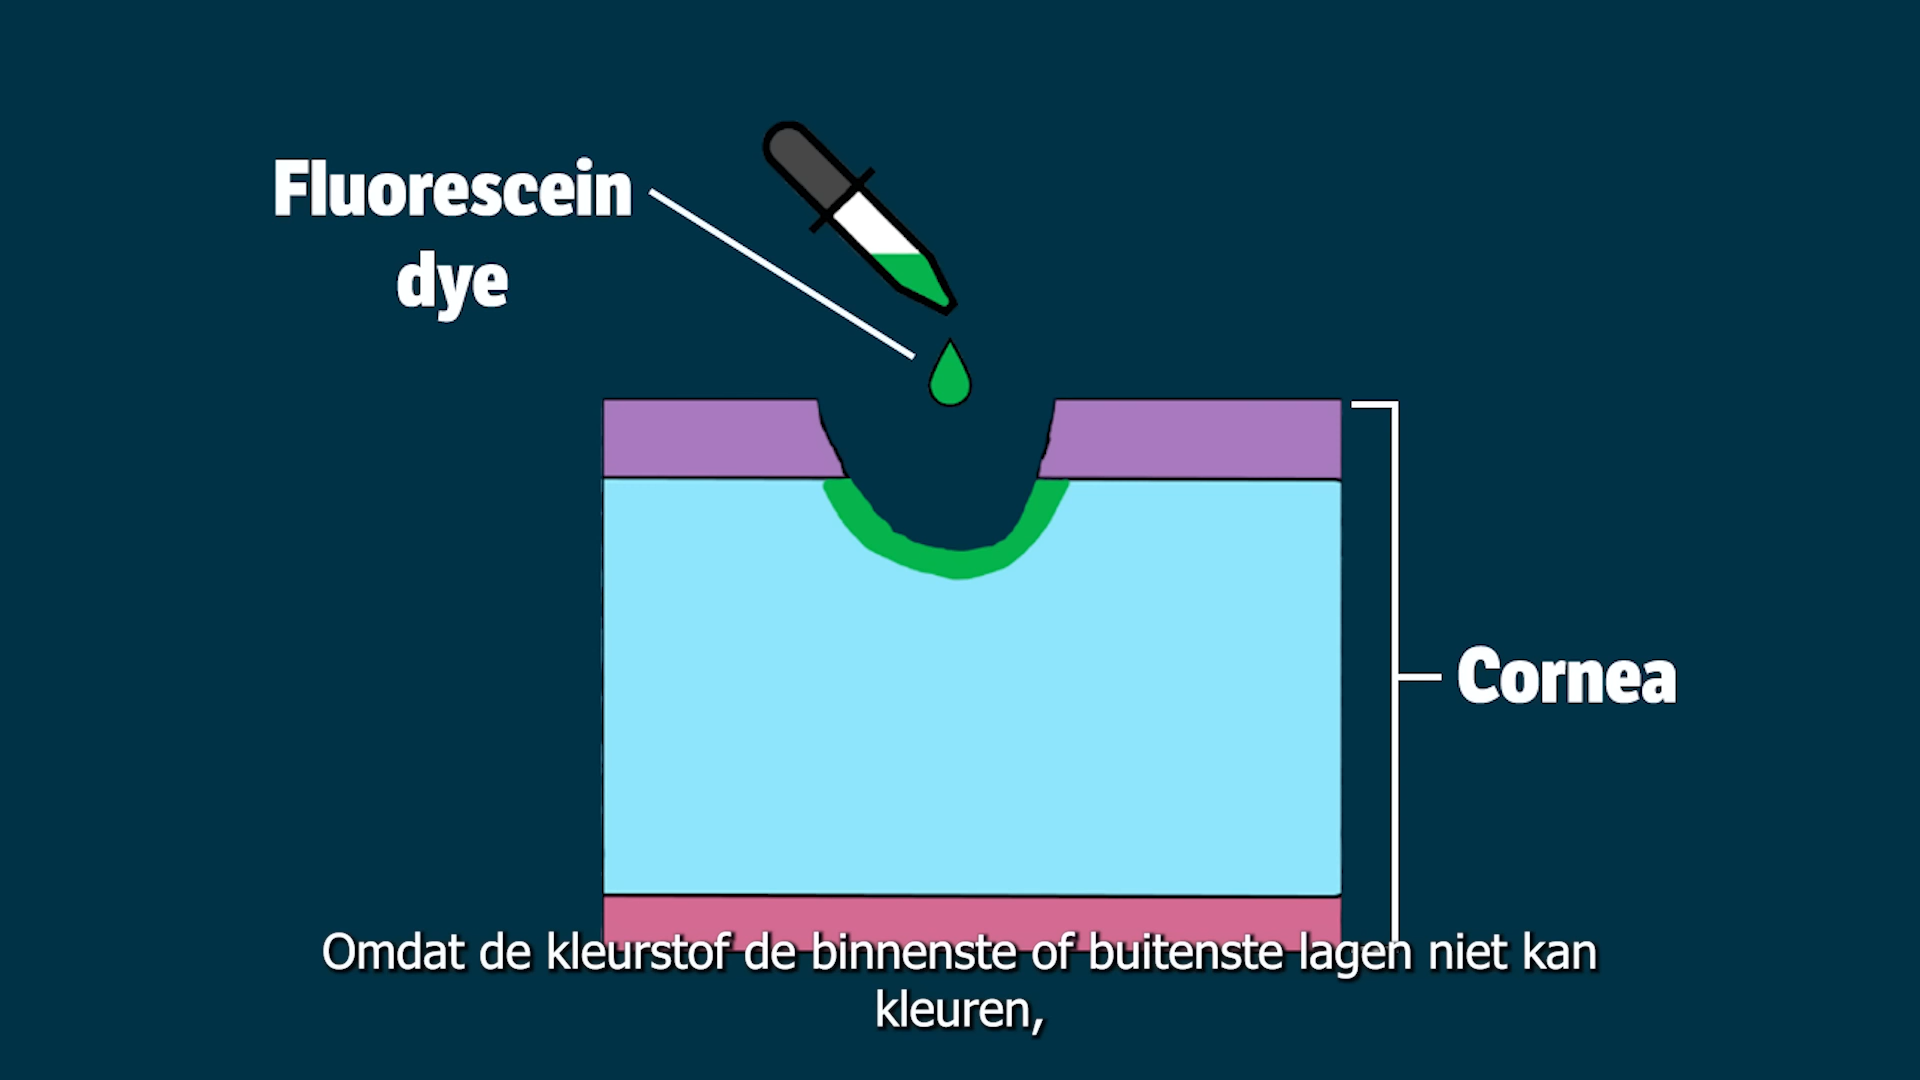 Fluorescein
dye
Cornea
Omdat de kleurstof de binnenste of buitenste lagen niet kan
kleuren,